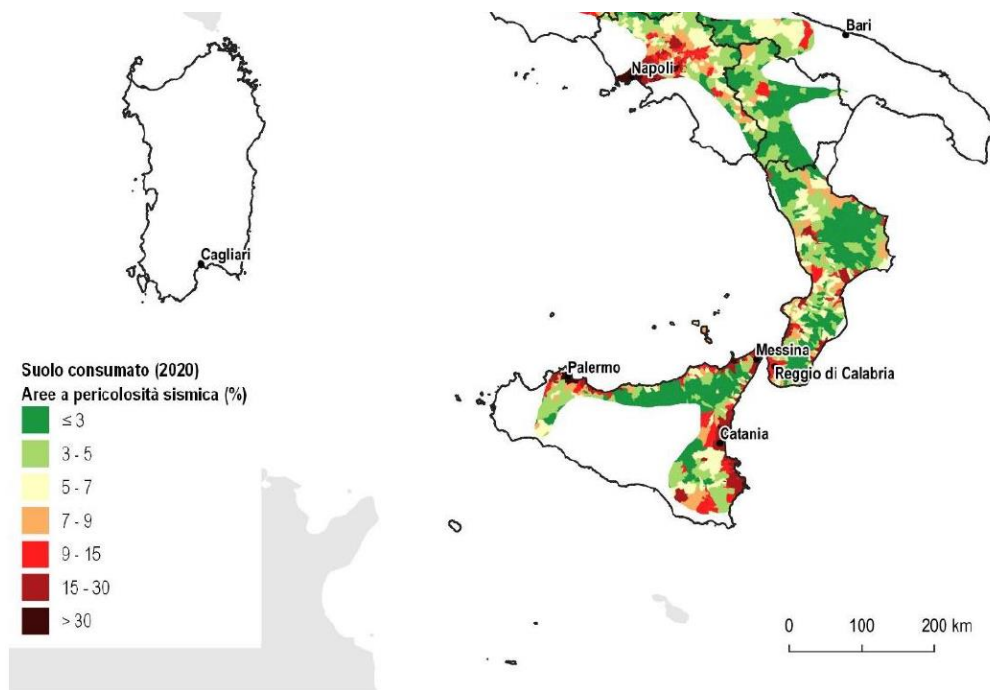 Bari
Napoli
Cagliari
Messina
Reggio di Calabria
Palermo
Catania
Suolo consumato (2020)
Aree a pericolosità sismica (%)
≤ 3
3 - 5
5 - 7
7 - 9
9 - 15
15 - 30
> 30
0 100 200 km